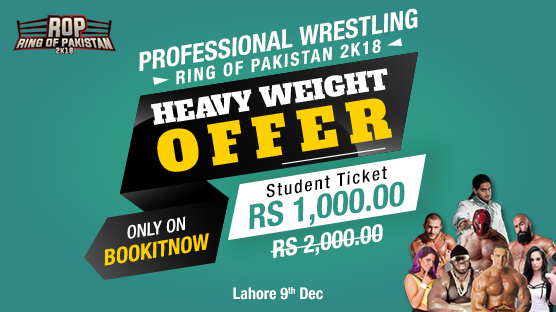 ROP
RING OF PAKISTAN
2K18
PROFESSIONAL WRESTLING
RING OF PAKISTAN 2K18
HEAVY WEIGHT
OFFER
Student Ticket
RS 1,000.00
RS 2,000.00
ONLY ON
BOOKITNOW
Lahore 9th Dec